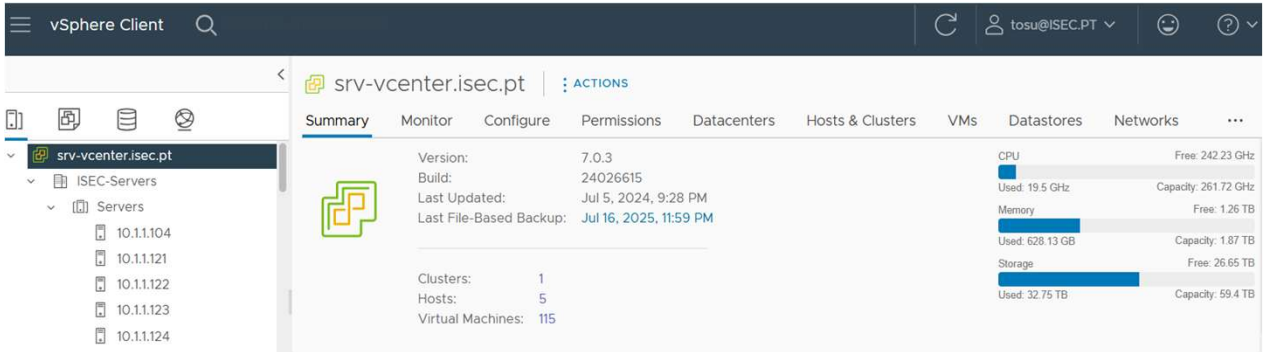 vSphere Client
tosu@ISEC.PT
srv-vcenter.isec.pt
ACTIONS
Summary Monitor Configure Permissions Datacenters Hosts & Clusters VMs Datastores Networks ...
srv-vcenter.isec.pt
ISEC-Servers
Servers
10.1.1.104
10.1.1.121
10.1.1.122
10.1.1.123
10.1.1.124
Version: 7.0.3
Build: 24026615
Last Updated: Jul 5, 2024, 9:28 PM
Last File-Based Backup: Jul 16, 2025, 11:59 PM
Clusters: 1
Hosts: 5
Virtual Machines: 115
CPU Free: 242.23 GHz
Used: 19.5 GHz Capacity: 261.72 GHz
Memory Free: 1.26 TB
Used: 628.13 GB Capacity: 1.87 TB
Storage Free: 26.65 TB
Used: 32.75 TB Capacity: 59.4 TB